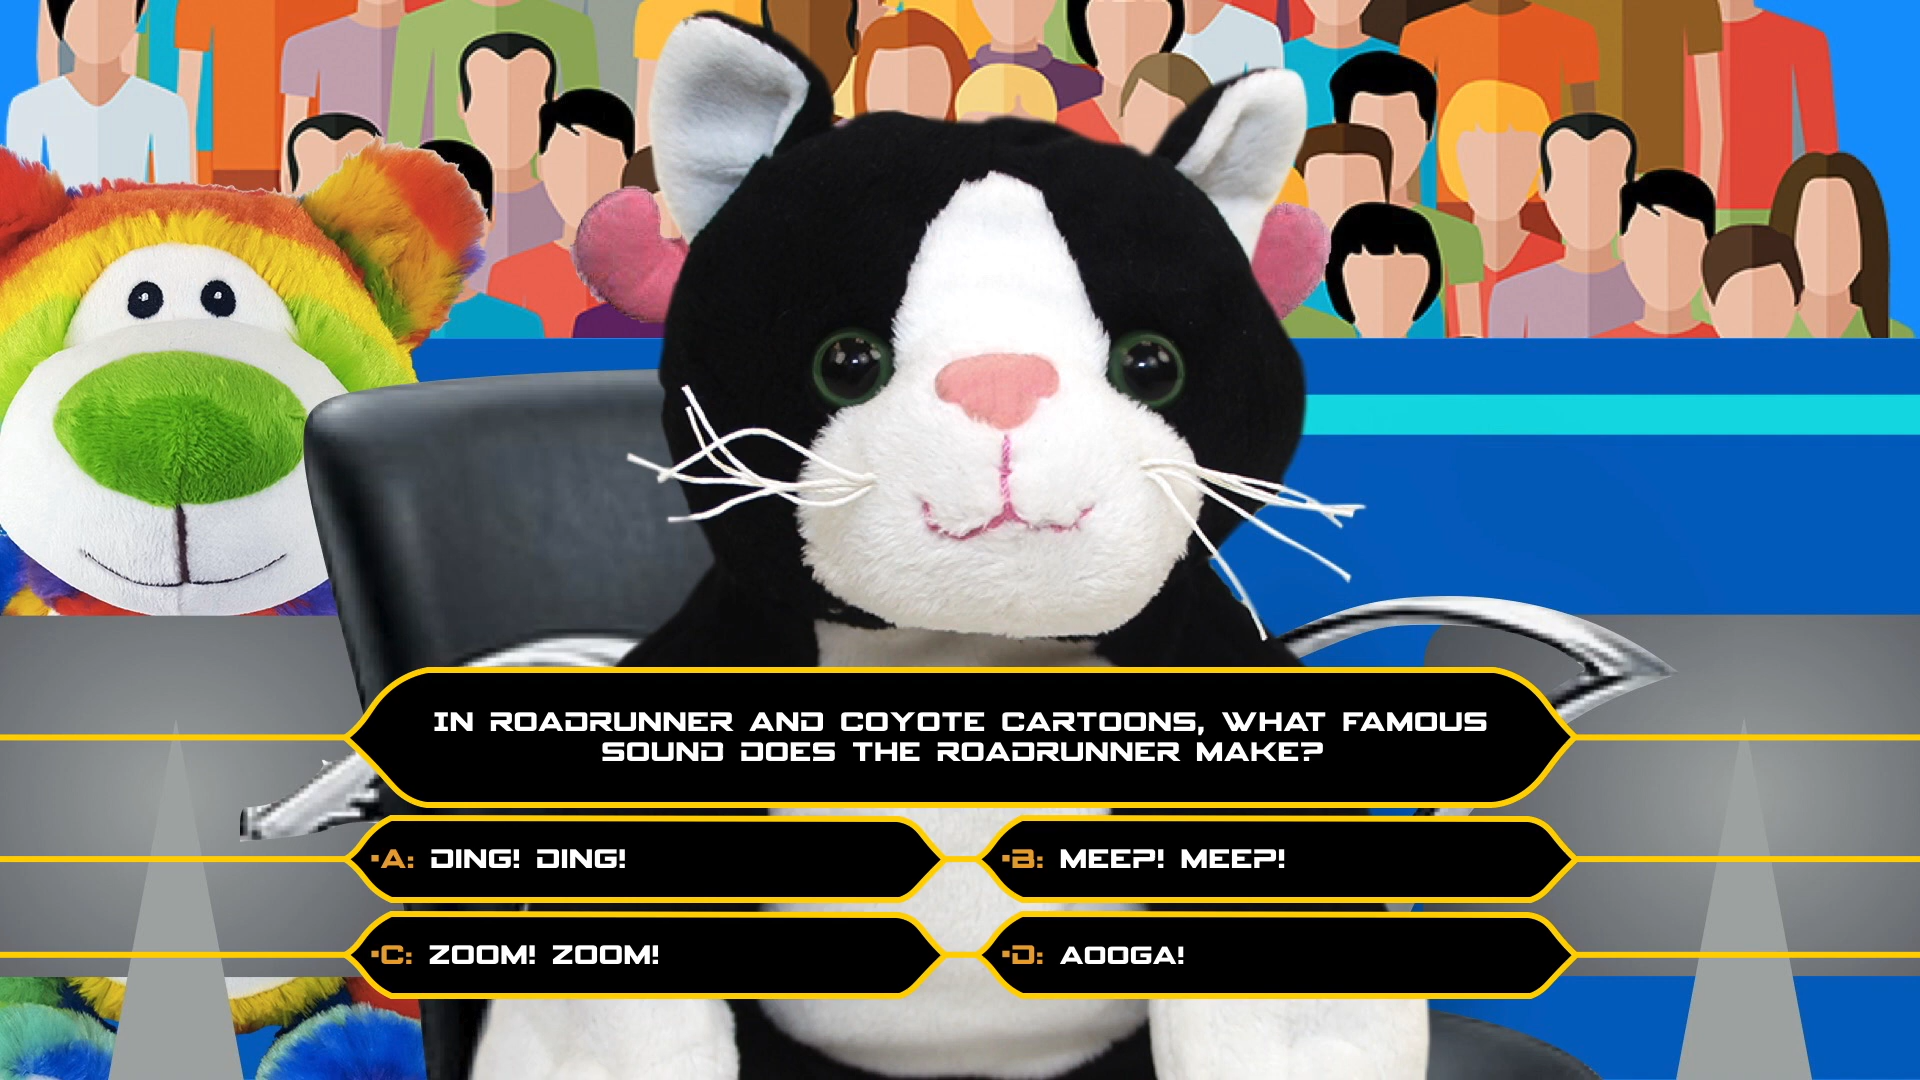 IN ROADRUNNER AND COYOTE CARTOONS, WHAT FAMOUS
SOUND DOES THE ROADRUNNER MAKE?
A: DING! DING!
B: MEEP! MEEP!
C: ZOOM! ZOOM!
D: AOOGA!